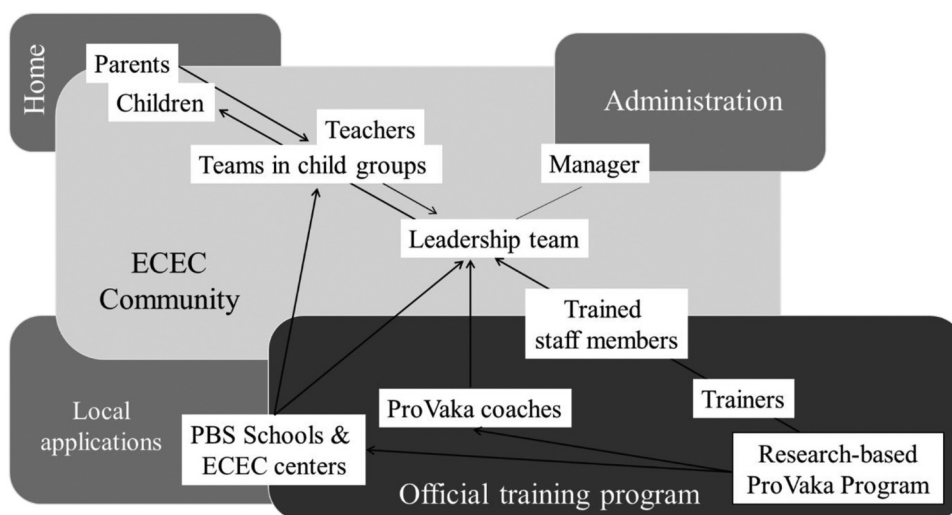 Home
Parents
Children
Administration
Teachers
Teams in child groups
Manager
Leadership team
ECEC
Community
Trained
staff members
Local
applications
ProVaka coaches
Trainers
PBS Schools &
ECEC centers
Research-based
ProVaka Program
Official training program